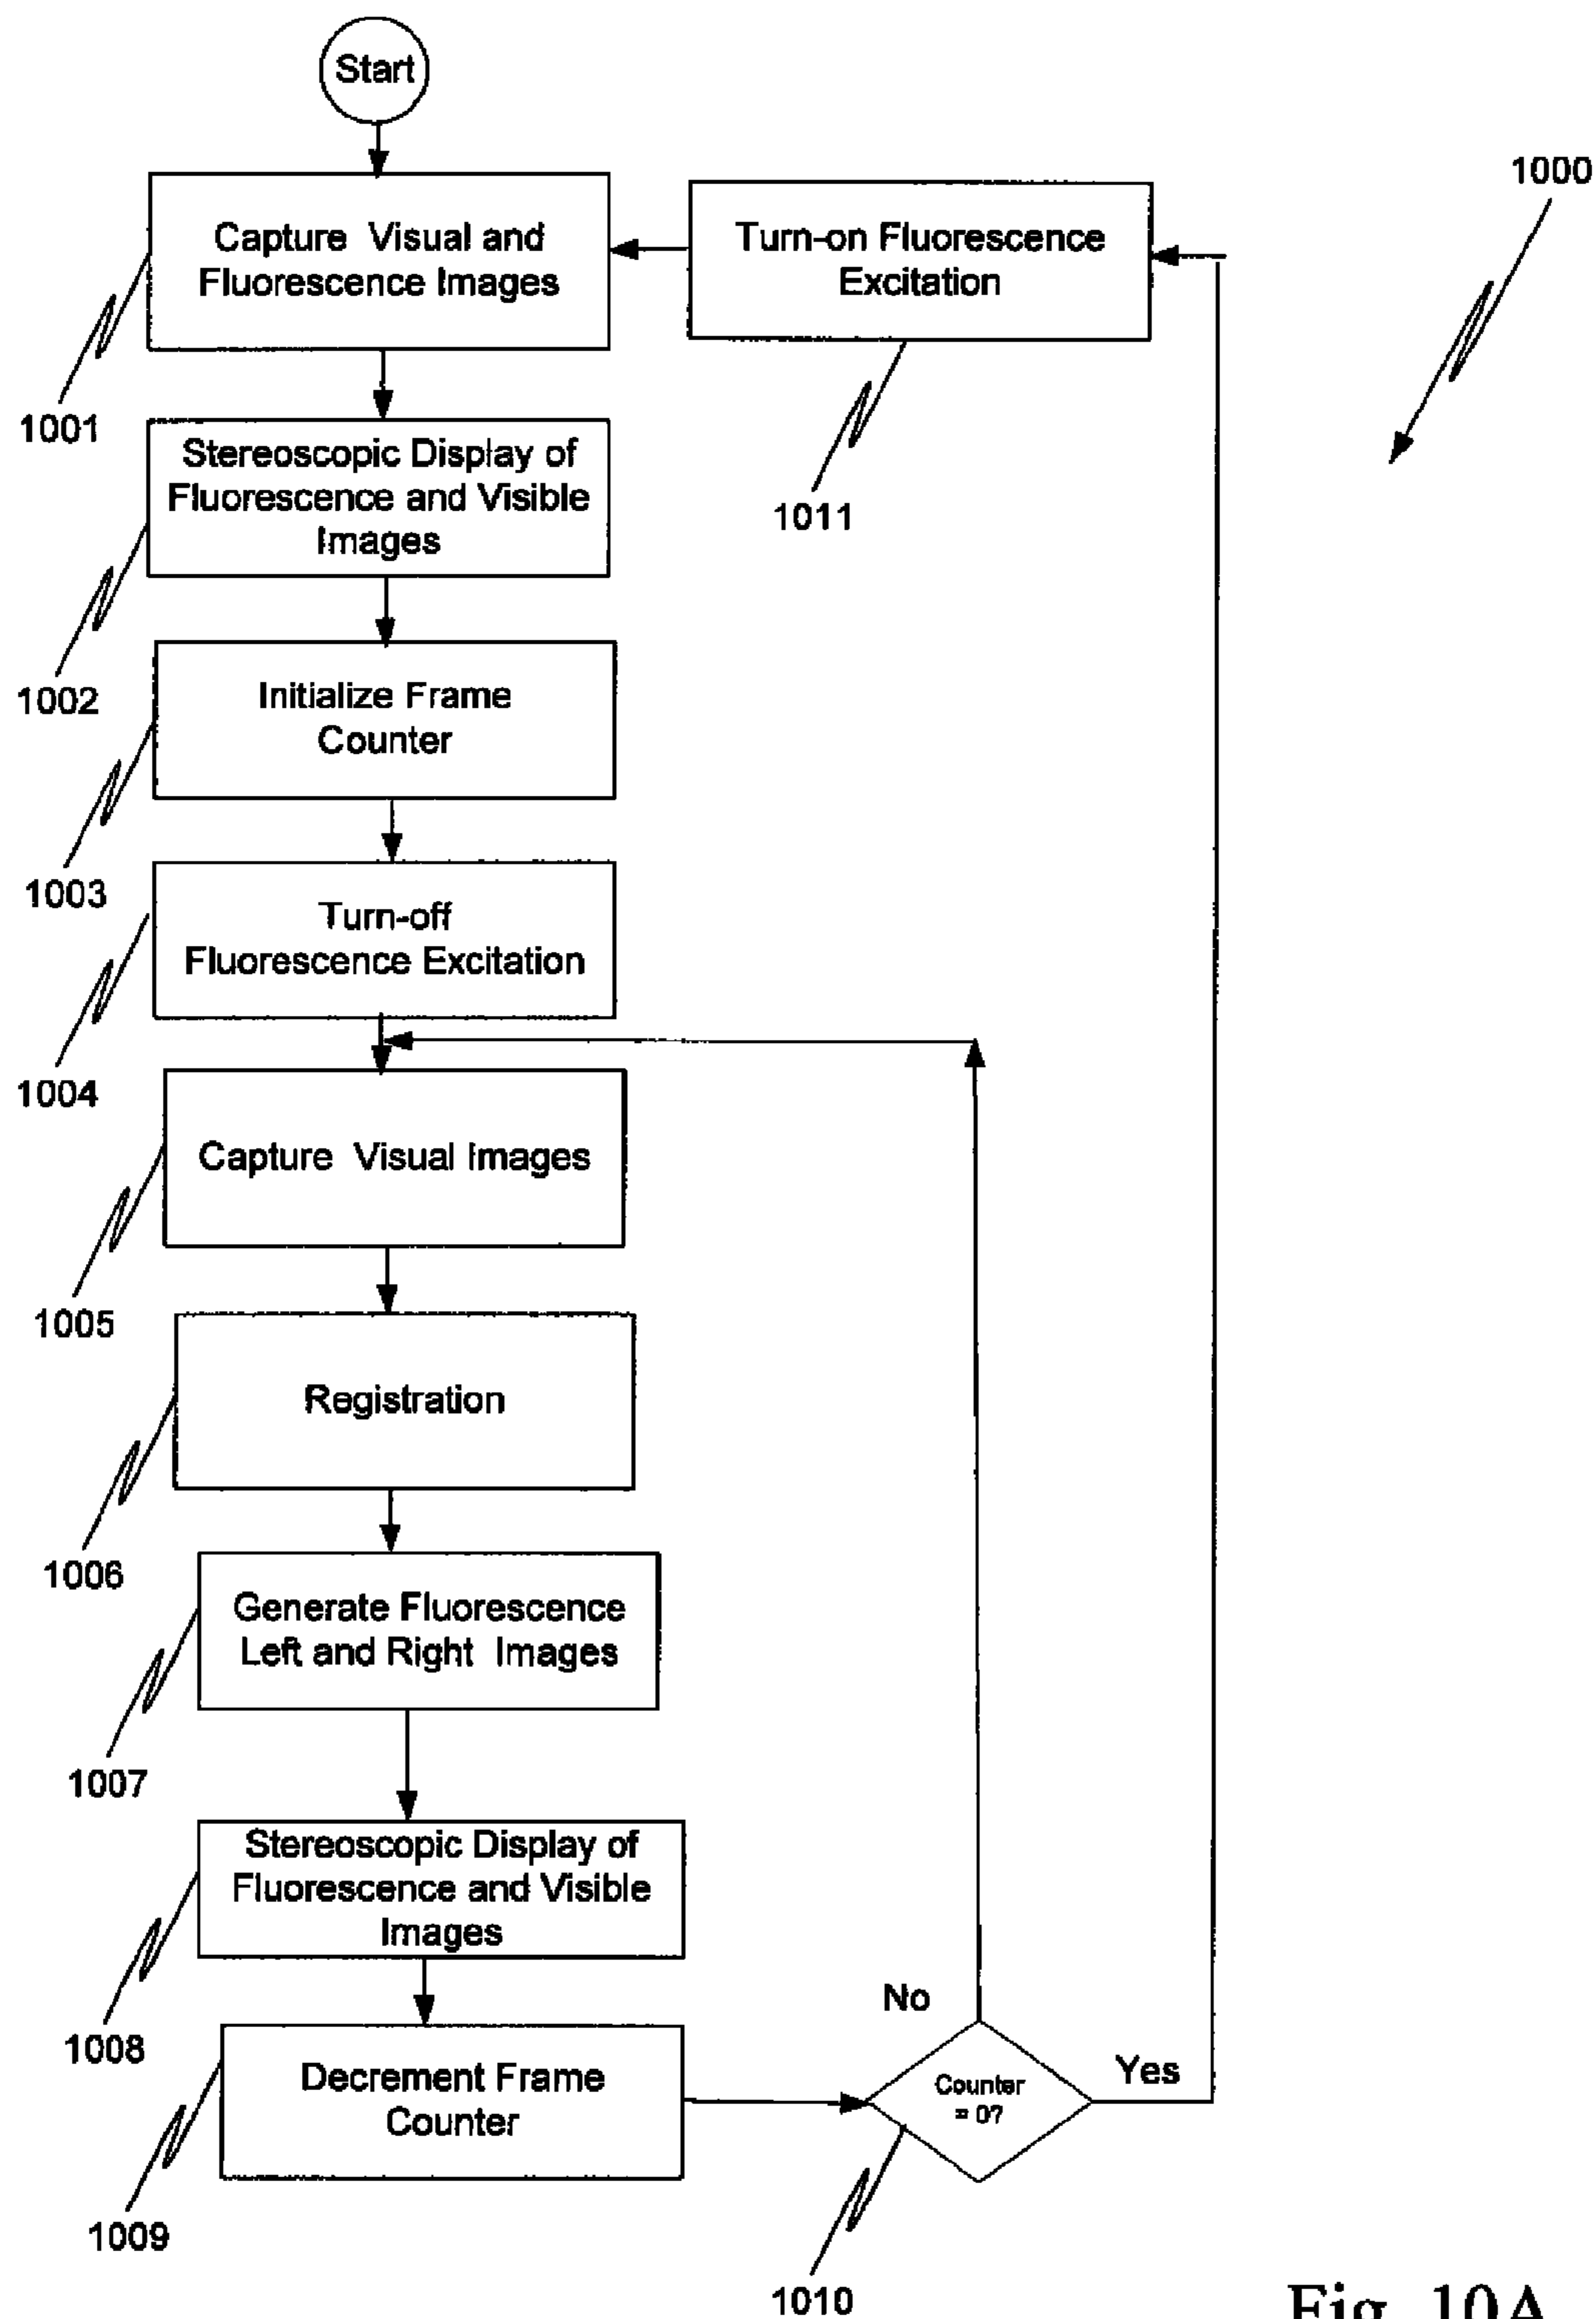 Start
Capture Visual and
Fluorescence Images
Turn-on Fluorescence
Excitation
1000
1001
1011
Stereoscopic Display of
Fluorescence and Visible
Images
1002
Initialize Frame
Counter
1003
Turn-off
Fluorescence Excitation
1004
Capture Visual Images
1005
Registration
1006
Generate Fluorescence
Left and Right Images
1007
Stereoscopic Display of
Fluorescence and Visible
Images
1008
Decrement Frame
Counter
1009
No
Counter
= 0?
Yes
1010
Fig. 10A